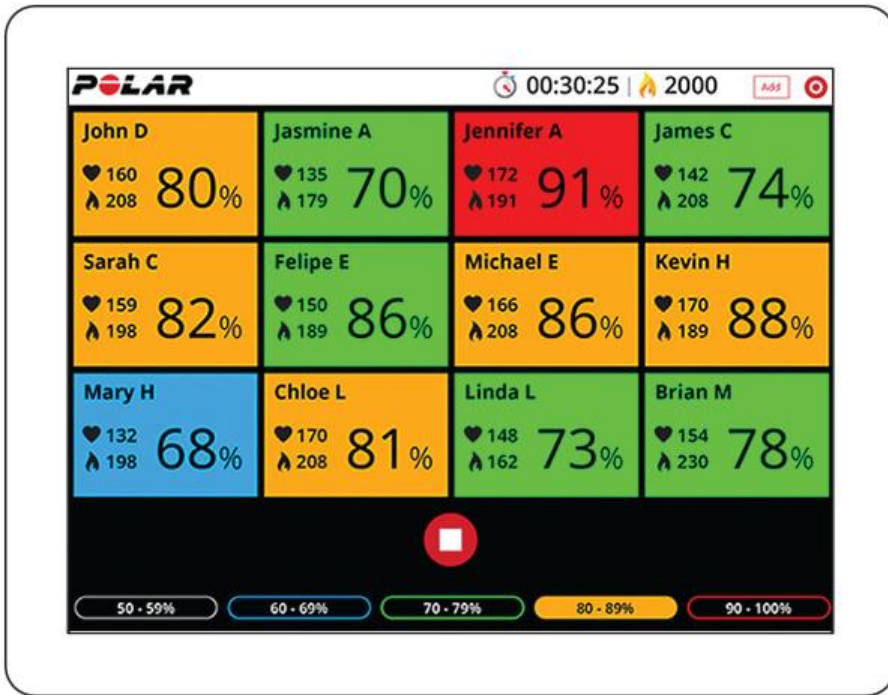 POLAR 00:30:25 | 2000 Add
John D
160
208
80%
Jasmine A
135
179
70%
Jennifer A
172
191
91%
James C
142
208
74%
Sarah C
159
198
82%
Felipe E
150
189
86%
Michael E
166
208
86%
Kevin H
170
189
88%
Mary H
132
198
68%
Chloe L
170
208
81%
Linda L
148
162
73%
Brian M
154
230
78%
50 - 59% 60 - 69% 70 - 79% 80 - 89% 90 - 100%